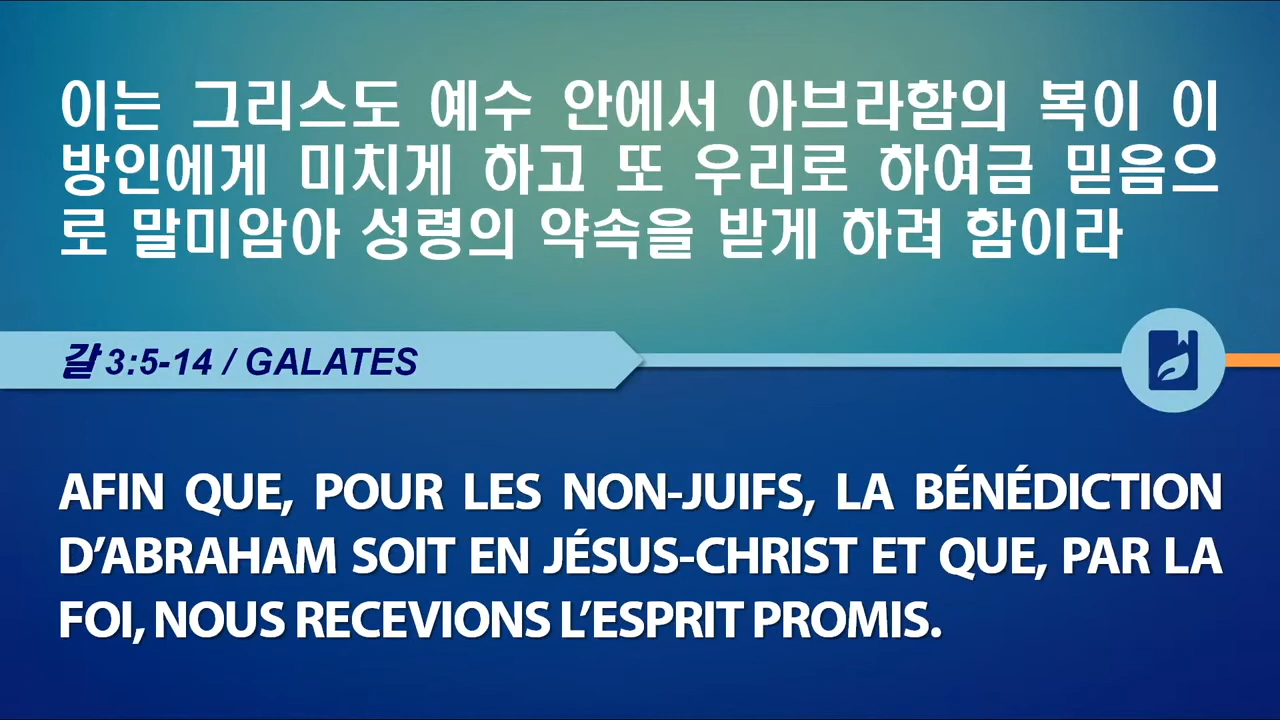 이는 그리스도 예수 안에서 아브라함의 복이 이
방인에게 미치게 하고 또 우리로 하여금 믿음으
로 말미암아 성령의 약속을 받게 하려 함이라
갈 3:5-14 / GALATES
AFIN QUE, POUR LES NON-JUIFS, LA BÉNÉDICTION
D’ABRAHAM SOIT EN JÉSUS-CHRIST ET QUE, PAR LA
FOI, NOUS RECEVIONS L’ESPRIT PROMIS.